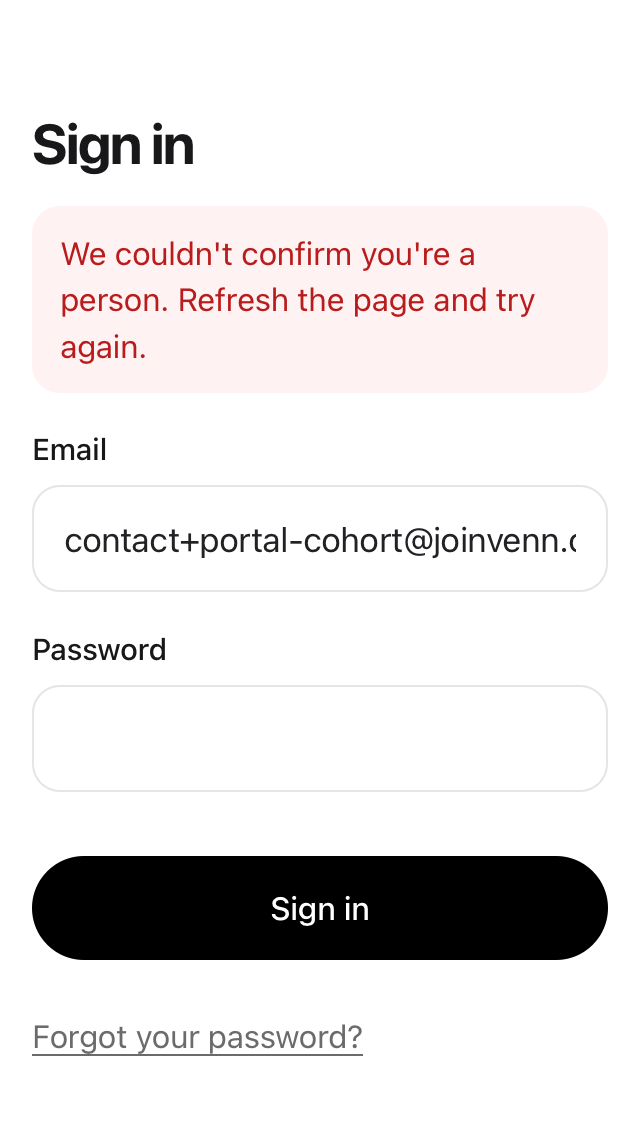 Sign in
We couldn't confirm you're a
person. Refresh the page and try
again.
Email
contact+portal-cohort@joinvenn.c
Password
Sign in
Forgot your password?